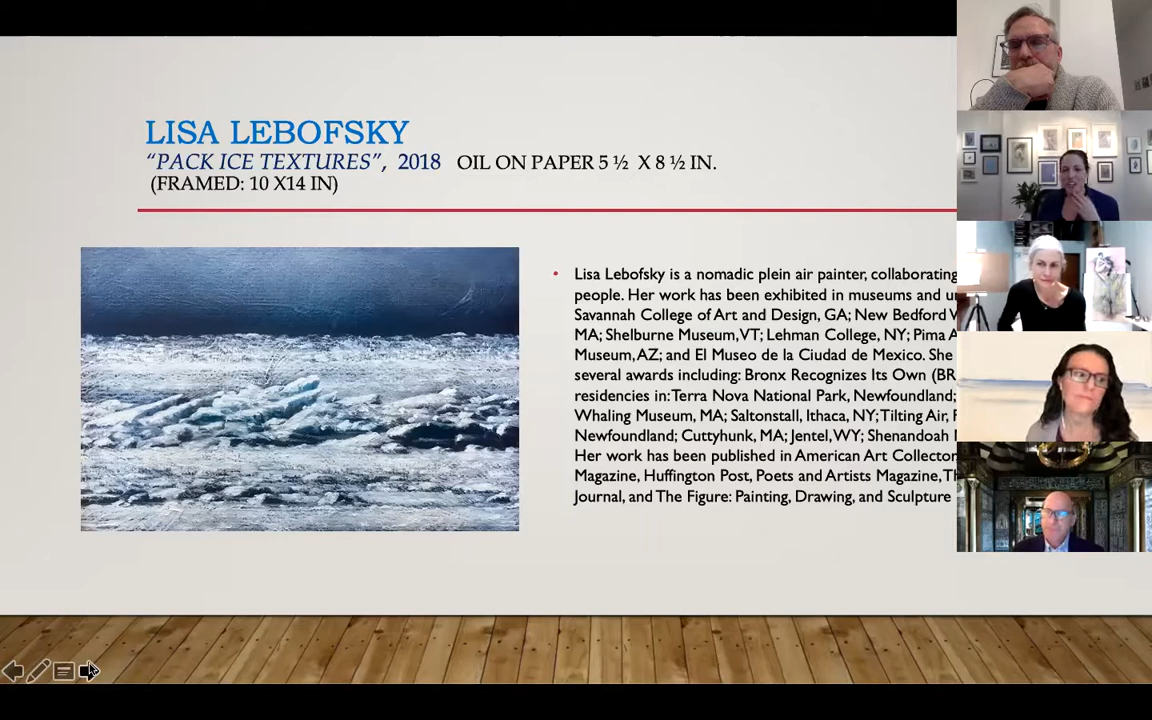 LISA LEBOFSKY
“PACK ICE TEXTURES”, 2018 OIL ON PAPER 5 ½ X 8 ½ IN.
(FRAMED: 10 X14 IN)
• Lisa Lebofsky is a nomadic plein air painter, collaborating
people. Her work has been exhibited in museums and
Savannah College of Art and Design, GA; New Bedford
MA; Shelburne Museum, VT; Lehman College, NY; Pima
Museum, AZ; and El Museo de la Ciudad de Mexico. She
several awards including: Bronx Recognizes Its Own (BR
residencies in: Terra Nova National Park, Newfoundland;
Whaling Museum, MA; Saltonstall, Ithaca, NY; Tilting Air,
Newfoundland; Cuttyhunk, MA; Jentel, WY; Shenandoah
Her work has been published in American Art Collector
Magazine, Huffington Post, Poets and Artists Magazine,
Journal, and The Figure: Painting, Drawing, and Sculpture